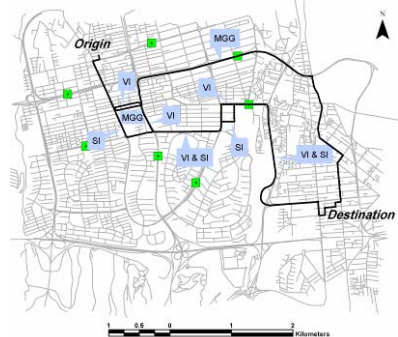 N
Origin
MGG
VI
VI
MGG
VI
SI
VI & SI
SI
VI & SI
Destination
1 0.5 0 1 2
Kilometers